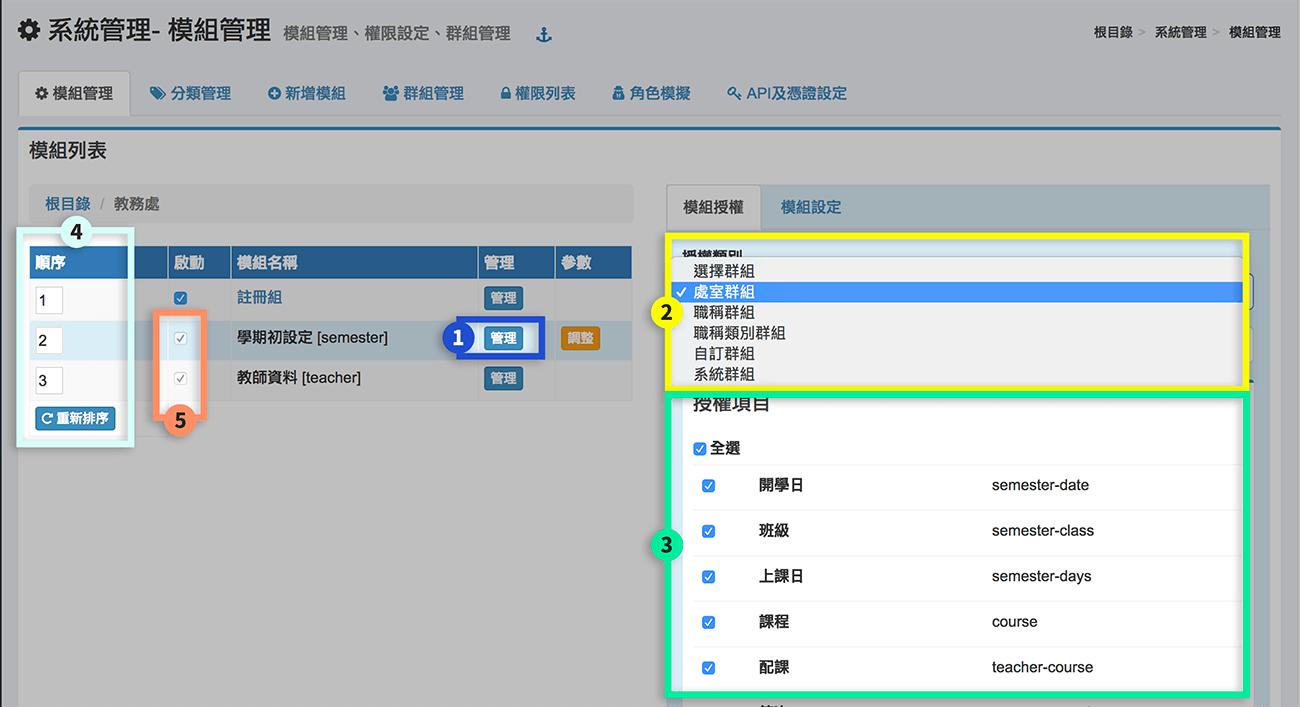 系統管理- 模組管理 模組管理、權限設定、群組管理
根目錄 > 系統管理 > 模組管理
模組管理 分類管理 新增模組 群組管理 權限列表 角色模擬 API及憑證設定
模組列表
根目錄 / 教務處
4
順序 啟動 模組名稱 管理 參數
1 註冊組 管理
2 學期初設定 [semester] 1 管理 調整
3 教師資料 [teacher] 管理
重新排序
5
模組授權 模組設定
授權類別
選擇群組
✓ 處室群組
2
職稱群組
職稱類別群組
自訂群組
系統群組
授權項目
全選
開學日 semester-date
班級 semester-class
3
上課日 semester-days
課程 course
配課 teacher-course